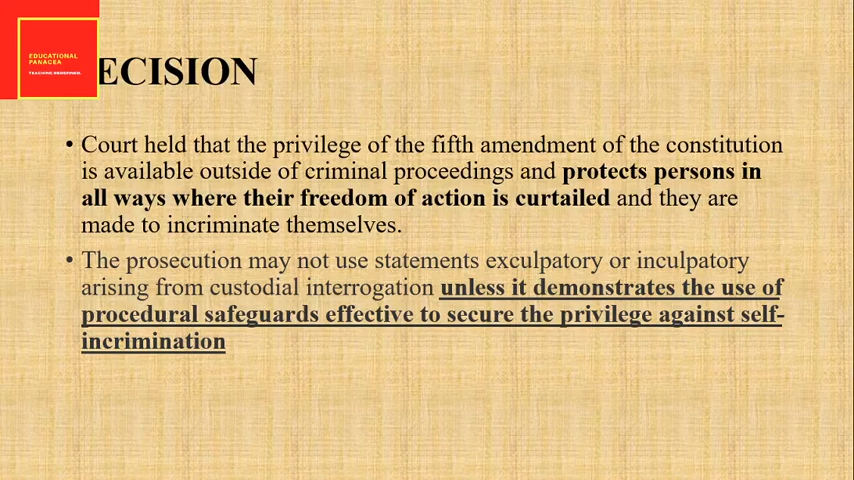 EDUCATIONAL
PANACEA
TEACHING REDEFINED.
ECISION
• Court held that the privilege of the fifth amendment of the constitution
is available outside of criminal proceedings and protects persons in
all ways where their freedom of action is curtailed and they are
made to incriminate themselves.
• The prosecution may not use statements exculpatory or inculpatory
arising from custodial interrogation unless it demonstrates the use of
procedural safeguards effective to secure the privilege against self-
incrimination